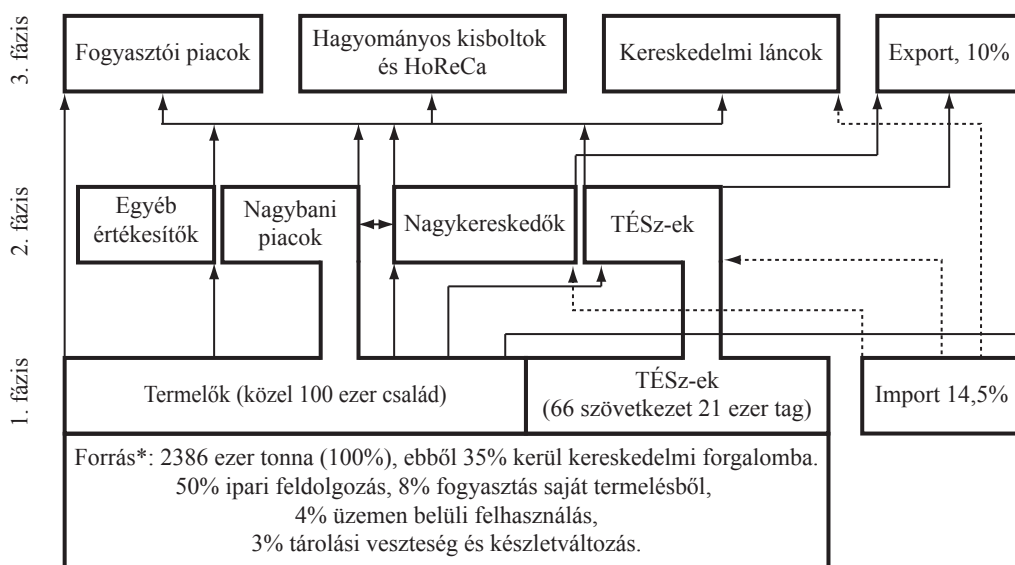 3. fázis
Fogyasztói piacok
Hagyományos kisboltok
és HoReCa
Kereskedelmi láncok
Export, 10%
2. fázis
Egyéb
értékesítők
Nagybani
piacok
Nagykereskedők
TÉSz-ek
1. fázis
Termelők (közel 100 ezer család)
TÉSz-ek
(66 szövetkezet 21 ezer tag)
Import 14,5%
Forrás*: 2386 ezer tonna (100%), ebből 35% kerül kereskedelmi forgalomba.
50% ipari feldolgozás, 8% fogyasztás saját termelésből,
4% üzemen belüli felhasználás,
3% tárolási veszteség és készletváltozás.